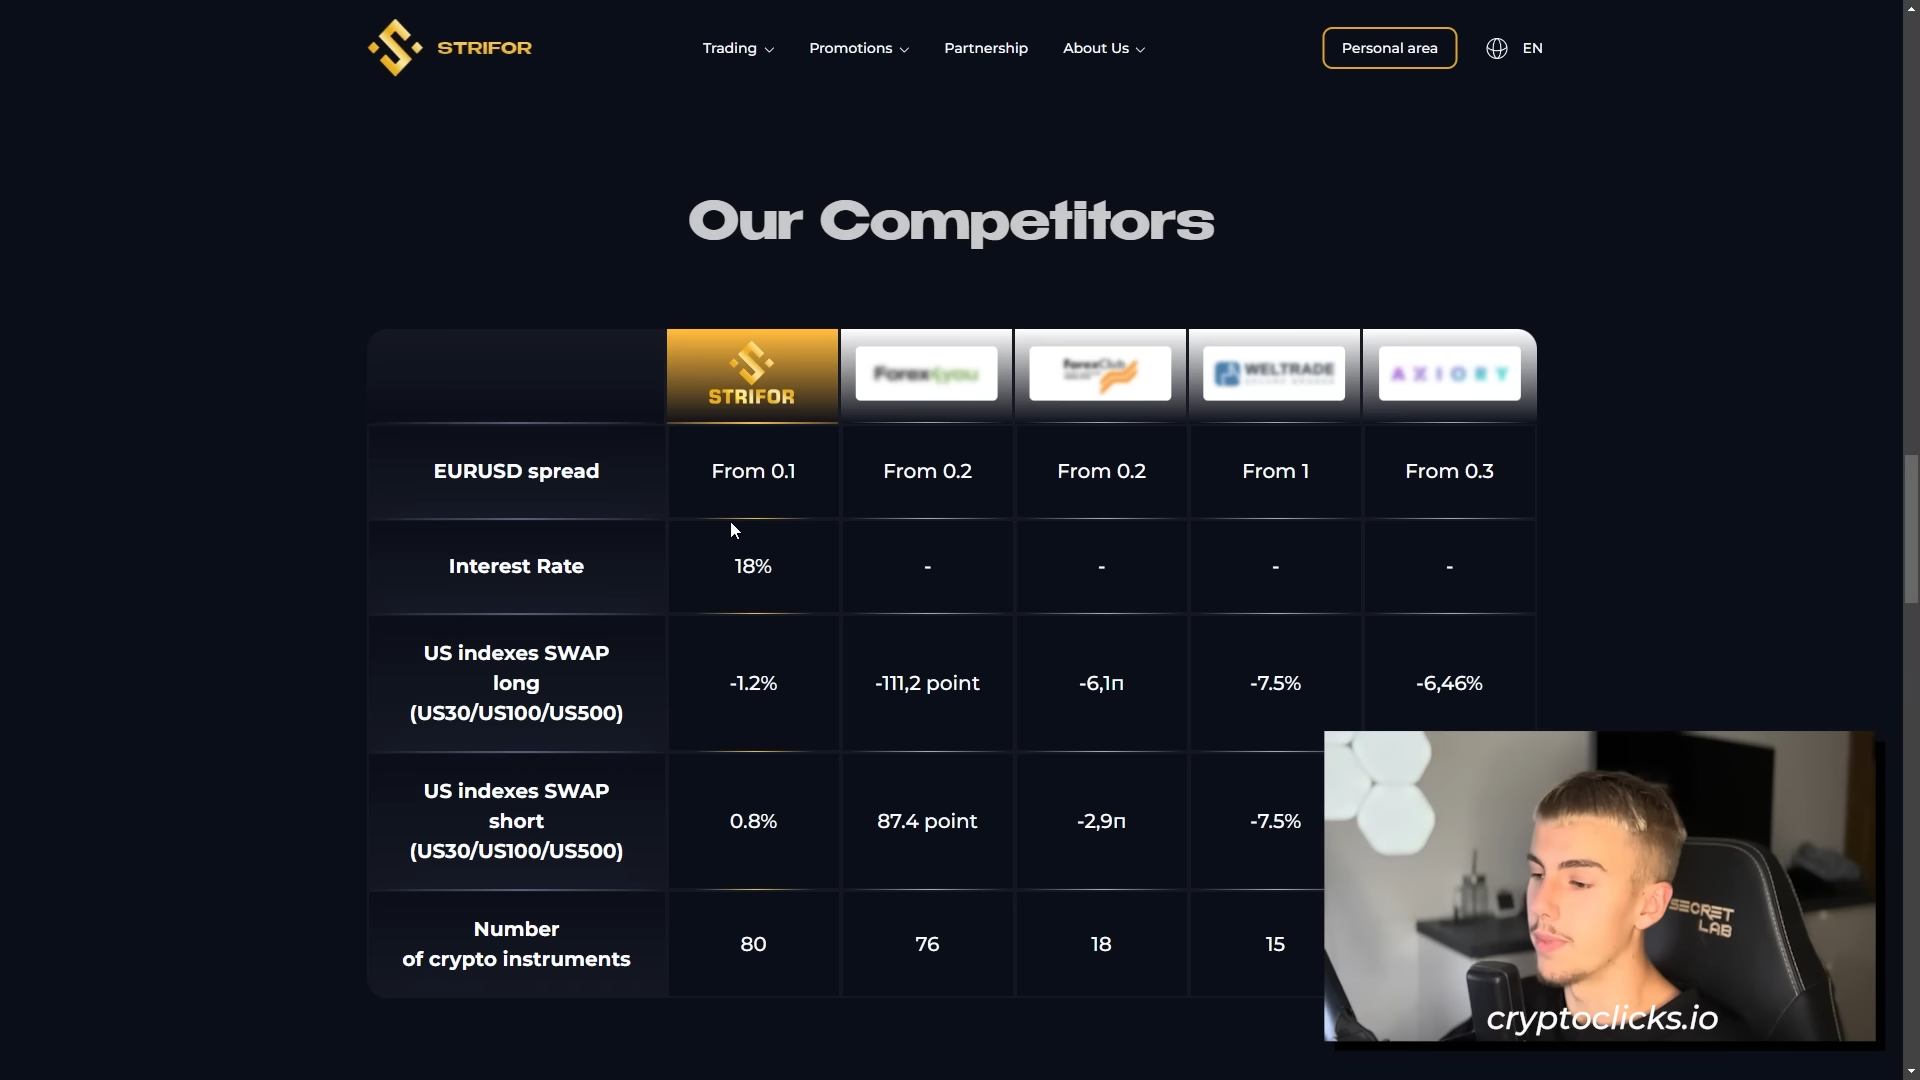 STRIFOR
Trading
Promotions
Partnership
About Us
Personal area
EN
Our Competitors
STRIFOR
Forex4you
ForexClub
WELTRADE
AXIORY
EURUSD spread
From 0.1
From 0.2
From 0.2
From 1
From 0.3
Interest Rate
18%
-
-
-
-
US indexes SWAP
long
(US30/US100/US500)
-1.2%
-111,2 point
-6,1п
-7.5%
-6,46%
US indexes SWAP
short
(US30/US100/US500)
0.8%
87.4 point
-2,9п
-7.5%
Number
of crypto instruments
80
76
18
15
SECRET
LAB
cryptoclicks.io